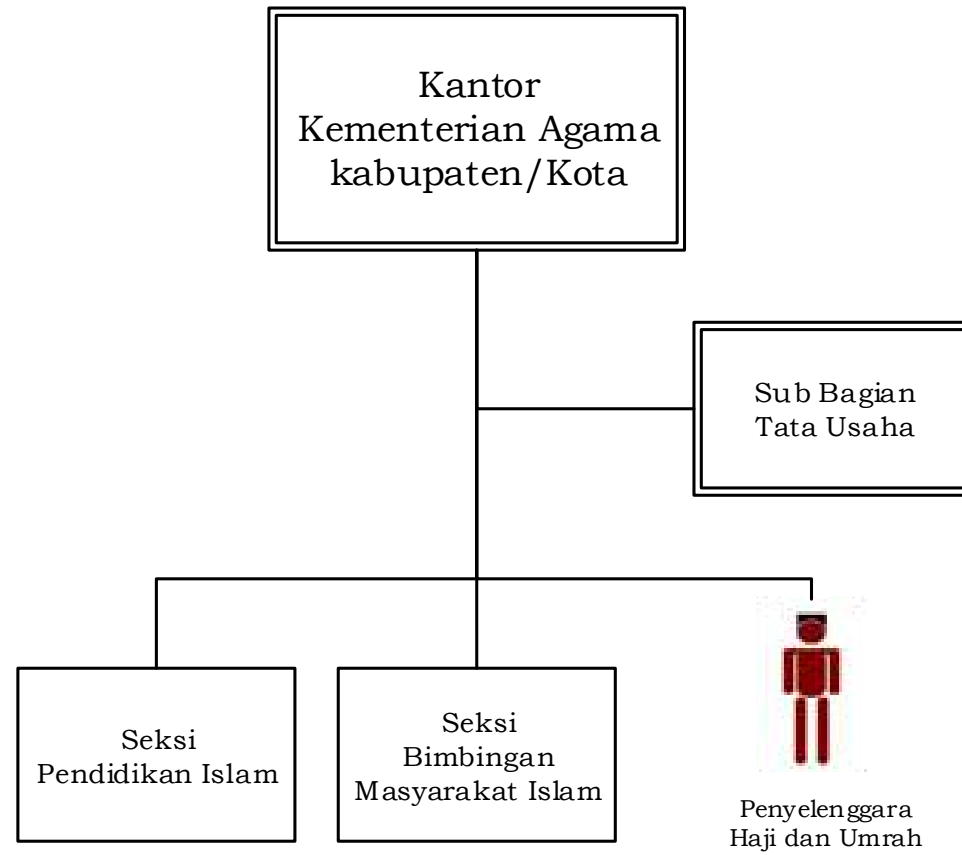 Kantor
Kementerian Agama
kabupaten/Kota
Sub Bagian
Tata Usaha
Seksi
Pendidikan Islam
Seksi
Bimbingan
Masyarakat Islam
Penyelenggara
Haji dan Umrah